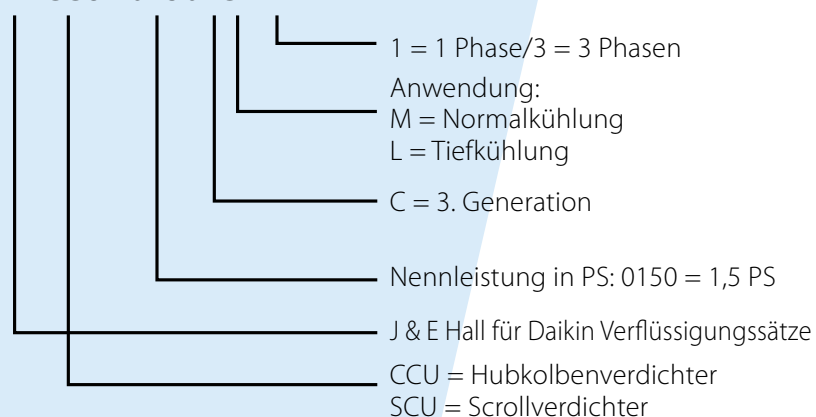 1 = 1 Phase/3 = 3 Phasen
Anwendung:
M = Normalkühlung
L = Tiefkühlung
C = 3. Generation
Nennleistung in PS: 0150 = 1,5 PS
J & E Hall für Daikin Verflüssigungssätze
CCU = Hubkolbenverdichter
SCU = Scrollverdichter